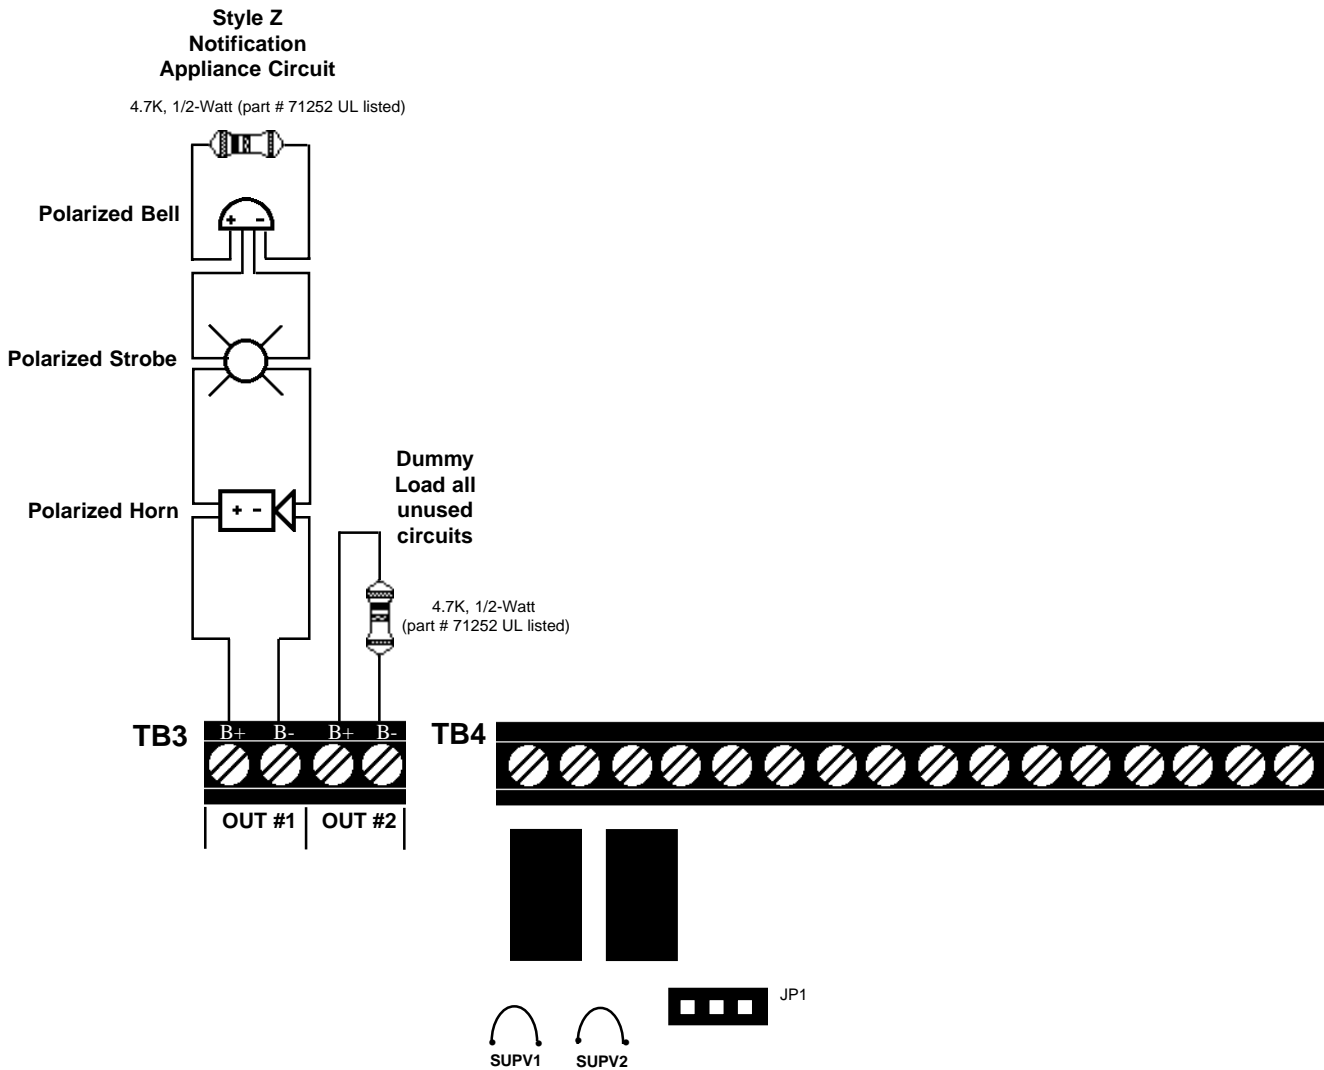 Style Z
Notification
Appliance Circuit
4.7K, 1/2-Watt (part # 71252 UL listed)
Polarized Bell
+ -
Polarized Strobe
Polarized Horn
+ -
Dummy
Load all
unused
circuits
4.7K, 1/2-Watt
(part # 71252 UL listed)
TB3
B+ B- B+ B-
TB4
OUT #1 OUT #2
JP1
SUPV1 SUPV2